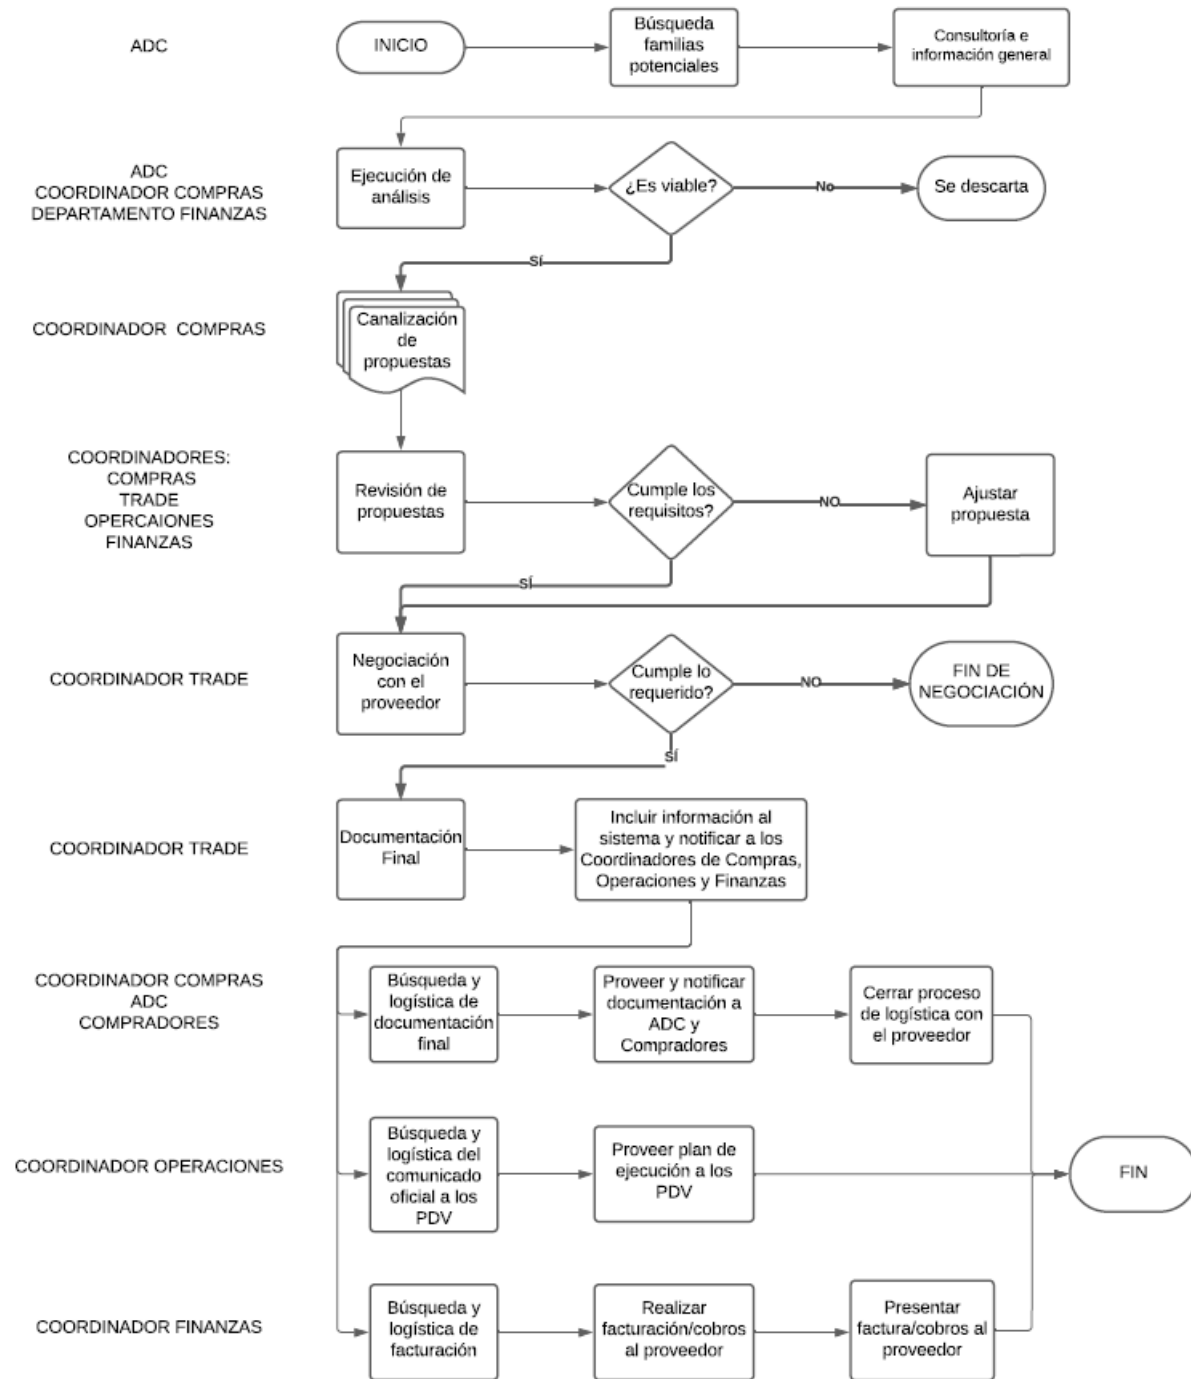 ADC
INICIO
Búsqueda
familias
potenciales
Consultoría e
información general
ADC
COORDINADOR COMPRAS
DEPARTAMENTO FINANZAS
Ejecución de
análisis
¿Es viable?
No
Se descarta
Sí
COORDINADOR COMPRAS
Canalización
de
propuestas
COORDINADORES:
COMPRAS
TRADE
OPERCAIONES
FINANZAS
Revisión de
propuestas
Cumple los
requisitos?
NO
Ajustar
propuesta
SÍ
COORDINADOR TRADE
Negociación
con el
proveedor
Cumple lo
requerido?
NO
FIN DE
NEGOCIACIÓN
SÍ
COORDINADOR TRADE
Documentación
Final
Incluir información al
sistema y notificar a los
Coordinadores de Compras,
Operaciones y Finanzas
COORDINADOR COMPRAS
ADC
COMPRADORES
Búsqueda y
logística de
documentación
final
Proveer y notificar
documentación a
ADC y
Compradores
Cerrar proceso
de logística con
el proveedor
COORDINADOR OPERACIONES
Búsqueda y
logística del
comunicado
oficial a los
PDV
Proveer plan de
ejecución a los
PDV
FIN
COORDINADOR FINANZAS
Búsqueda y
logística de
facturación
Realizar
facturación/cobros
al proveedor
Presentar
factura/cobros al
proveedor